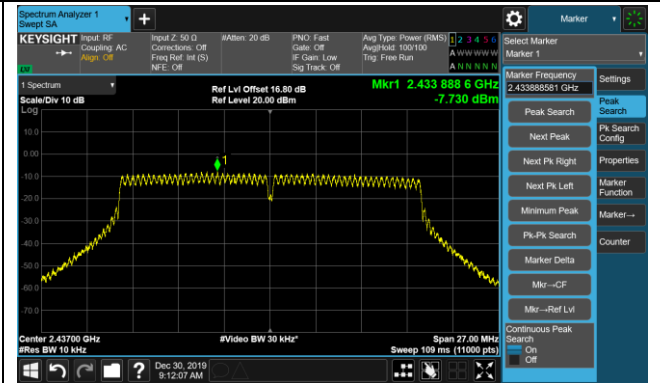 Spectrum Analyzer 1
Swept SA
+
Marker
KEYSIGHT
Input: RF
Coupling: AC
Align: Off
Input Z: 50 Ω
Corrections: Off
Freq Ref: Int (S)
NFE: Off
#Atten: 20 dB
PNO: Fast
Gate: Off
IF Gain: Low
Sig Track: Off
Avg Type: Power (RMS)
Avg|Hold: 100/100
Trig: Free Run
1 2 3 4 5 6
A W W W W W
A N N N N N
Select Marker
Marker 1
1 Spectrum
Scale/Div 10 dB
Ref Lvl Offset 16.80 dB
Ref Level 20.00 dBm
Mkr1 2.433 888 6 GHz
-7.730 dBm
Log
10.0
0.00
-10.0
-20.0
-30.0
-40.0
-50.0
-60.0
-70.0
1
Center 2.43700 GHz
#Res BW 10 kHz
#Video BW 30 kHz*
Span 27.00 MHz
Sweep 109 ms (11000 pts)
Marker Frequency
2.433888581 GHz
Peak Search
Next Peak
Next Pk Right
Next Pk Left
Minimum Peak
Pk-Pk Search
Marker Delta
Mkr→CF
Mkr→Ref Lvl
Continuous Peak
Search
On
Off
Settings
Peak
Search
Pk Search
Config
Properties
Marker
Function
Marker→
Counter
?
Dec 30, 2019
9:12:07 AM